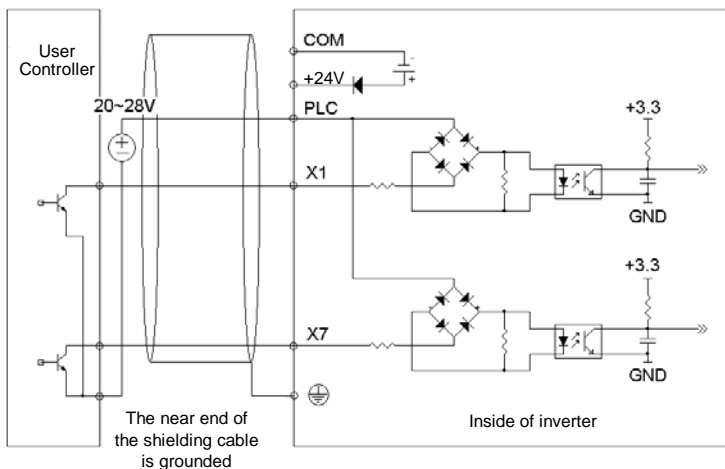 User
Controller
COM
-
+24V
+
20~28V
PLC
+3.3
X1
GND
+3.3
X7
GND
The near end of
the shielding cable
is grounded
Inside of inverter